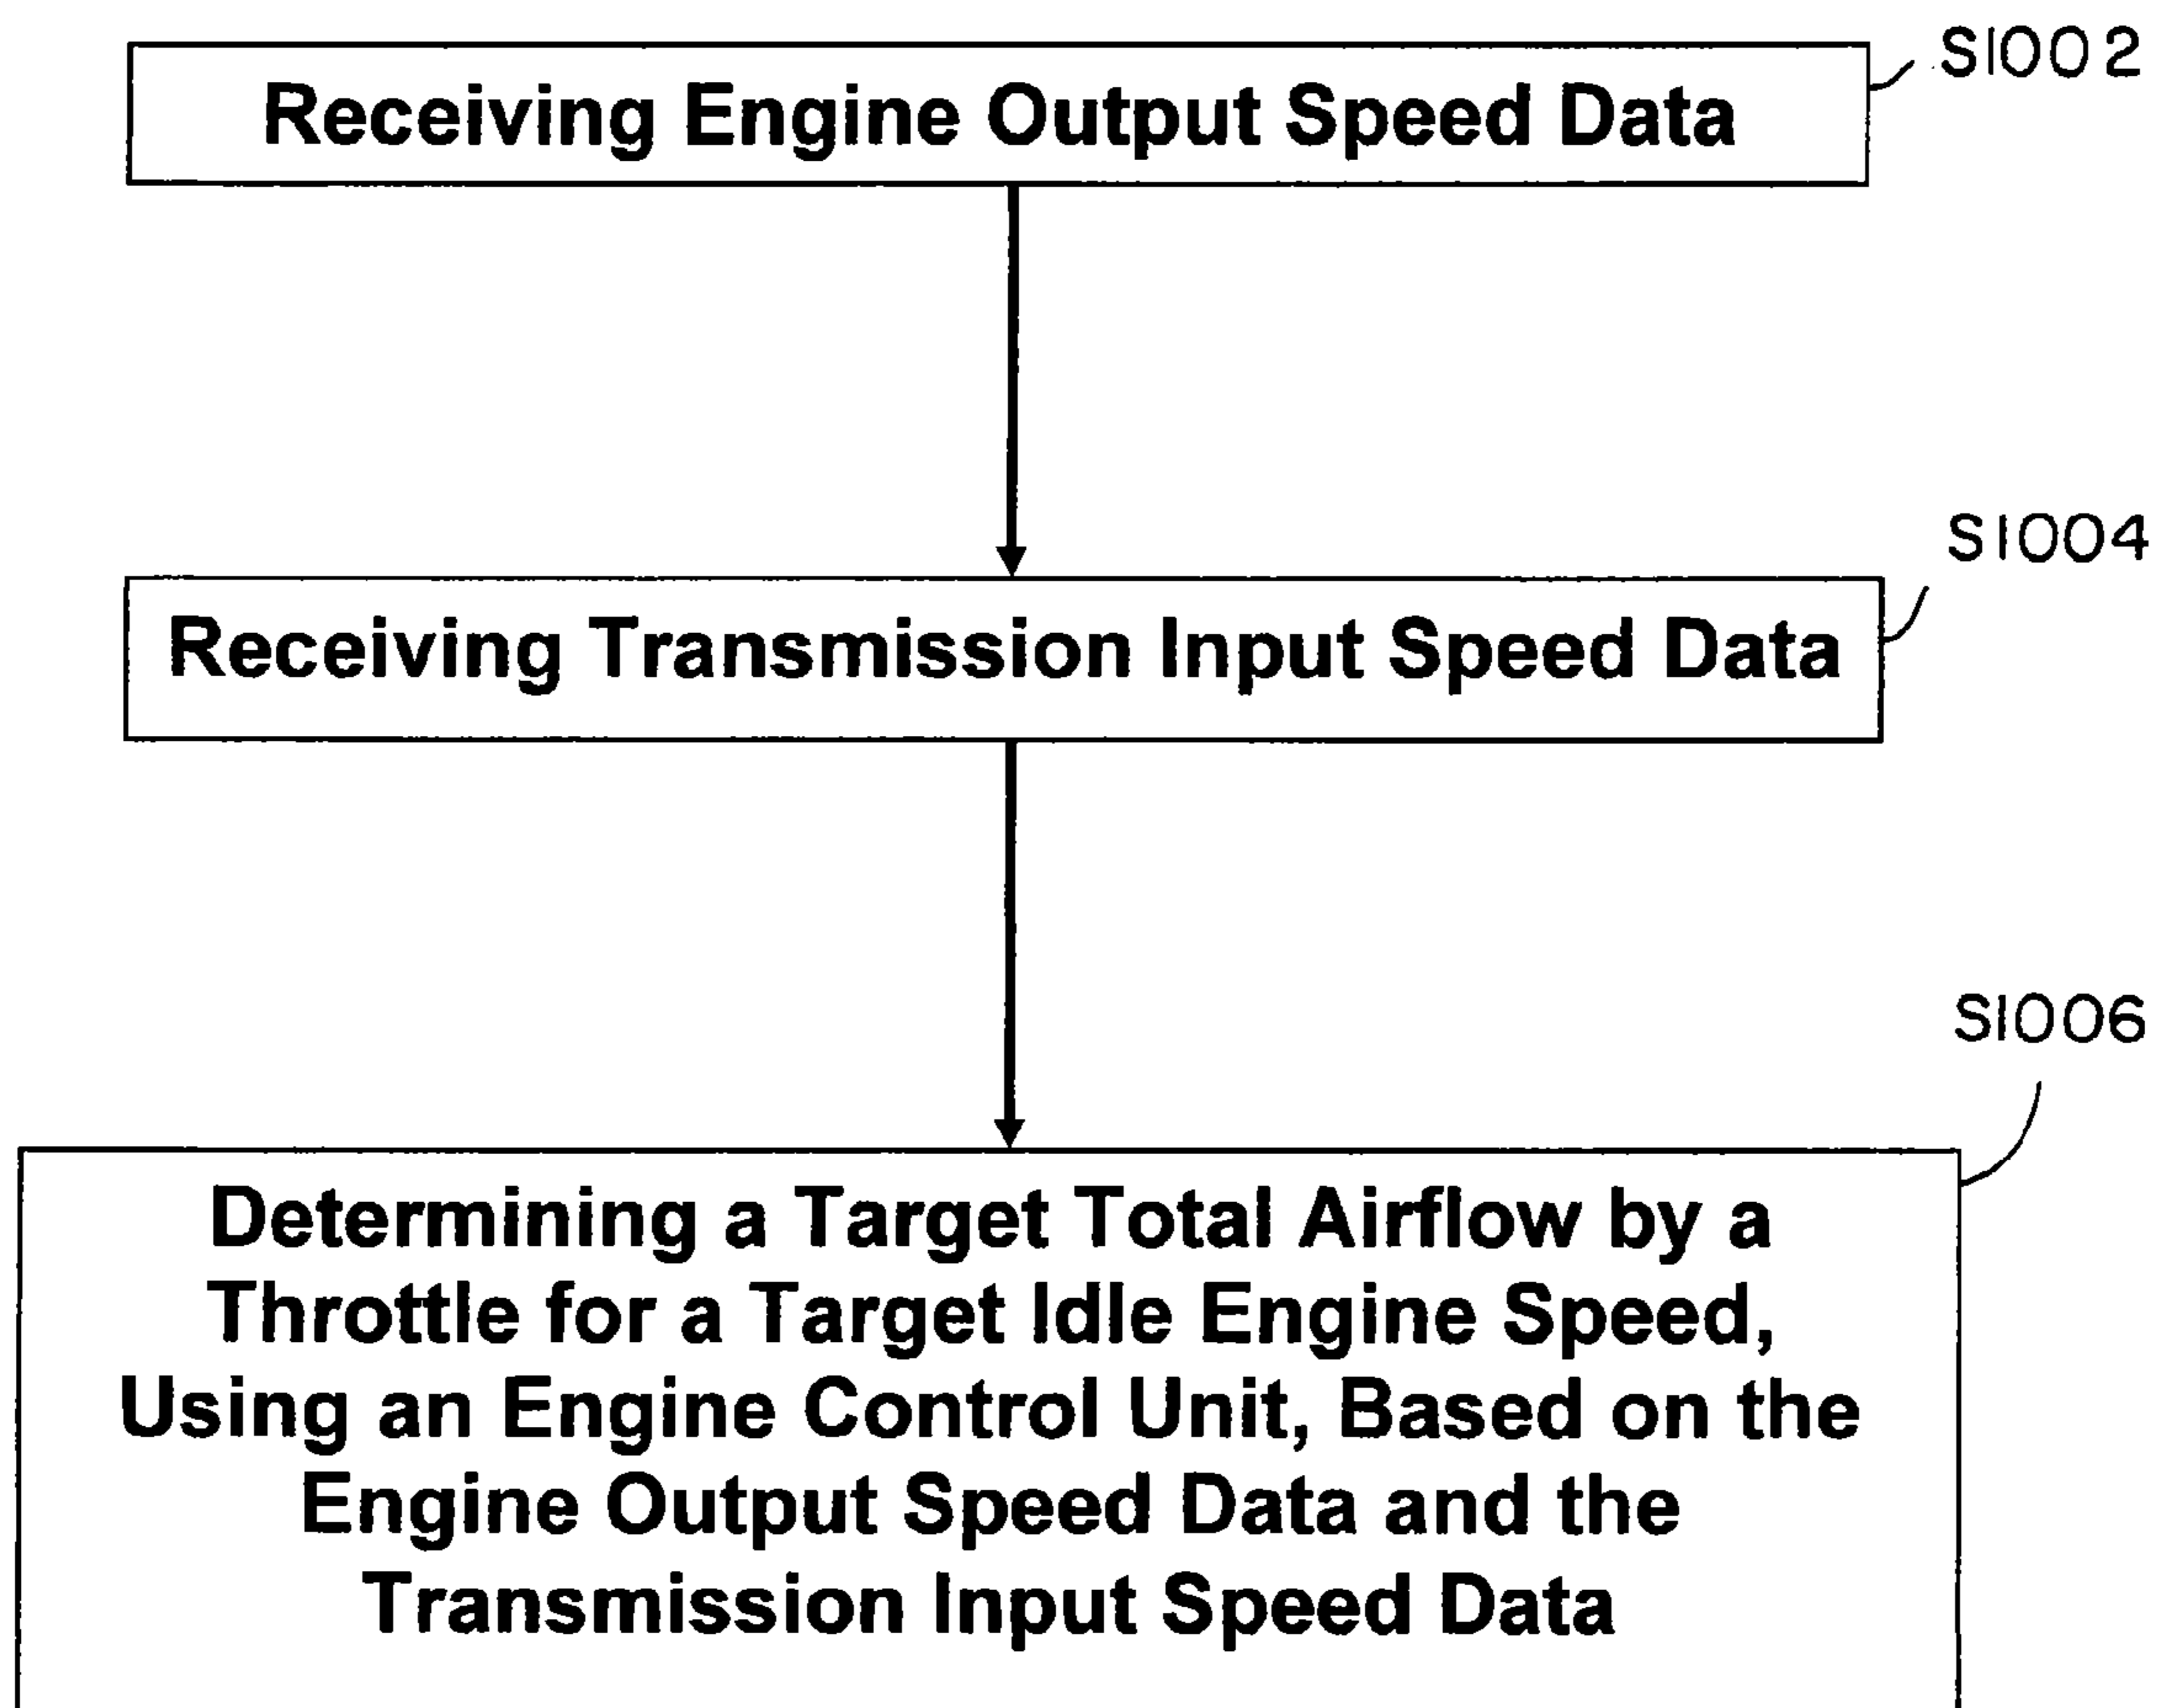 S1002
Receiving Engine Output Speed Data
S1004
Receiving Transmission Input Speed Data
S1006
Determining a Target Total Airflow by a
Throttle for a Target Idle Engine Speed,
Using an Engine Control Unit, Based on the
Engine Output Speed Data and the
Transmission Input Speed Data